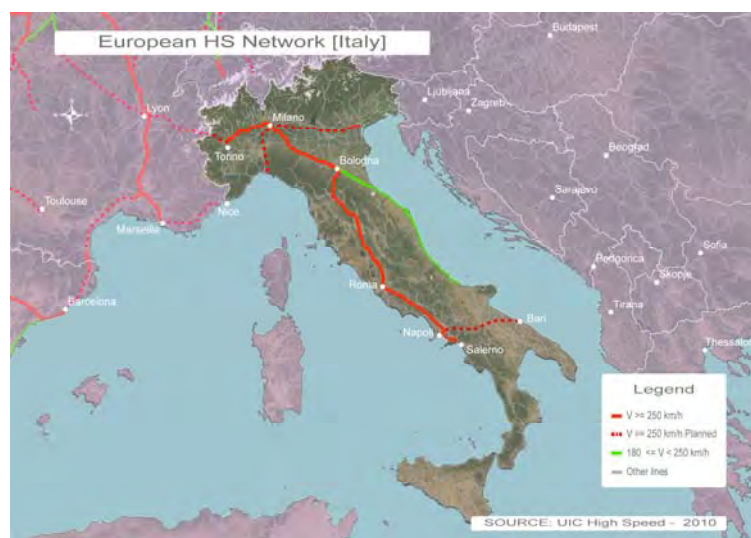 European HS Network [Italy]
Budapest
Ljubljana
Zagreb
Lyon
Milano
Torino
Beograd
Bologna
Sarajevo
Toulouse
Nice
Marseille
Sofia
Podgorica
Skopje
Roma
Barcelona
Tirana
Bari
Napoli
Salerno
Thessalon
Legend
V >= 250 km/h
V >= 250 km/h Planned
180 <= V < 250 km/h
Other lines
SOURCE: UIC High Speed - 2010